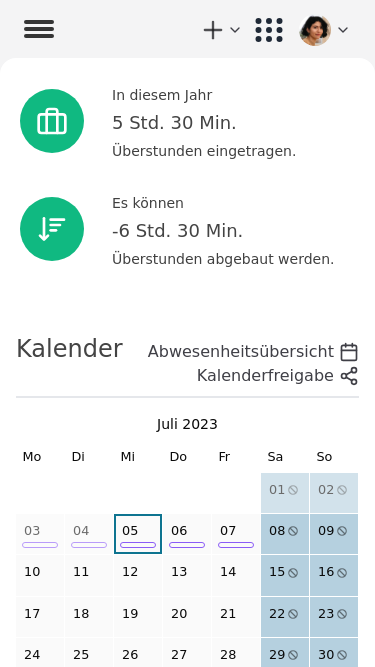 In diesem Jahr
5 Std. 30 Min.
Überstunden eingetragen.
Es können
-6 Std. 30 Min.
Überstunden abgebaut werden.
Kalender
Abwesenheitsübersicht
Kalenderfreigabe
Juli 2023
Mo Di Mi Do Fr Sa So
01 02
03 04 05 06 07 08 09
10 11 12 13 14 15 16
17 18 19 20 21 22 23
24 25 26 27 28 29 30